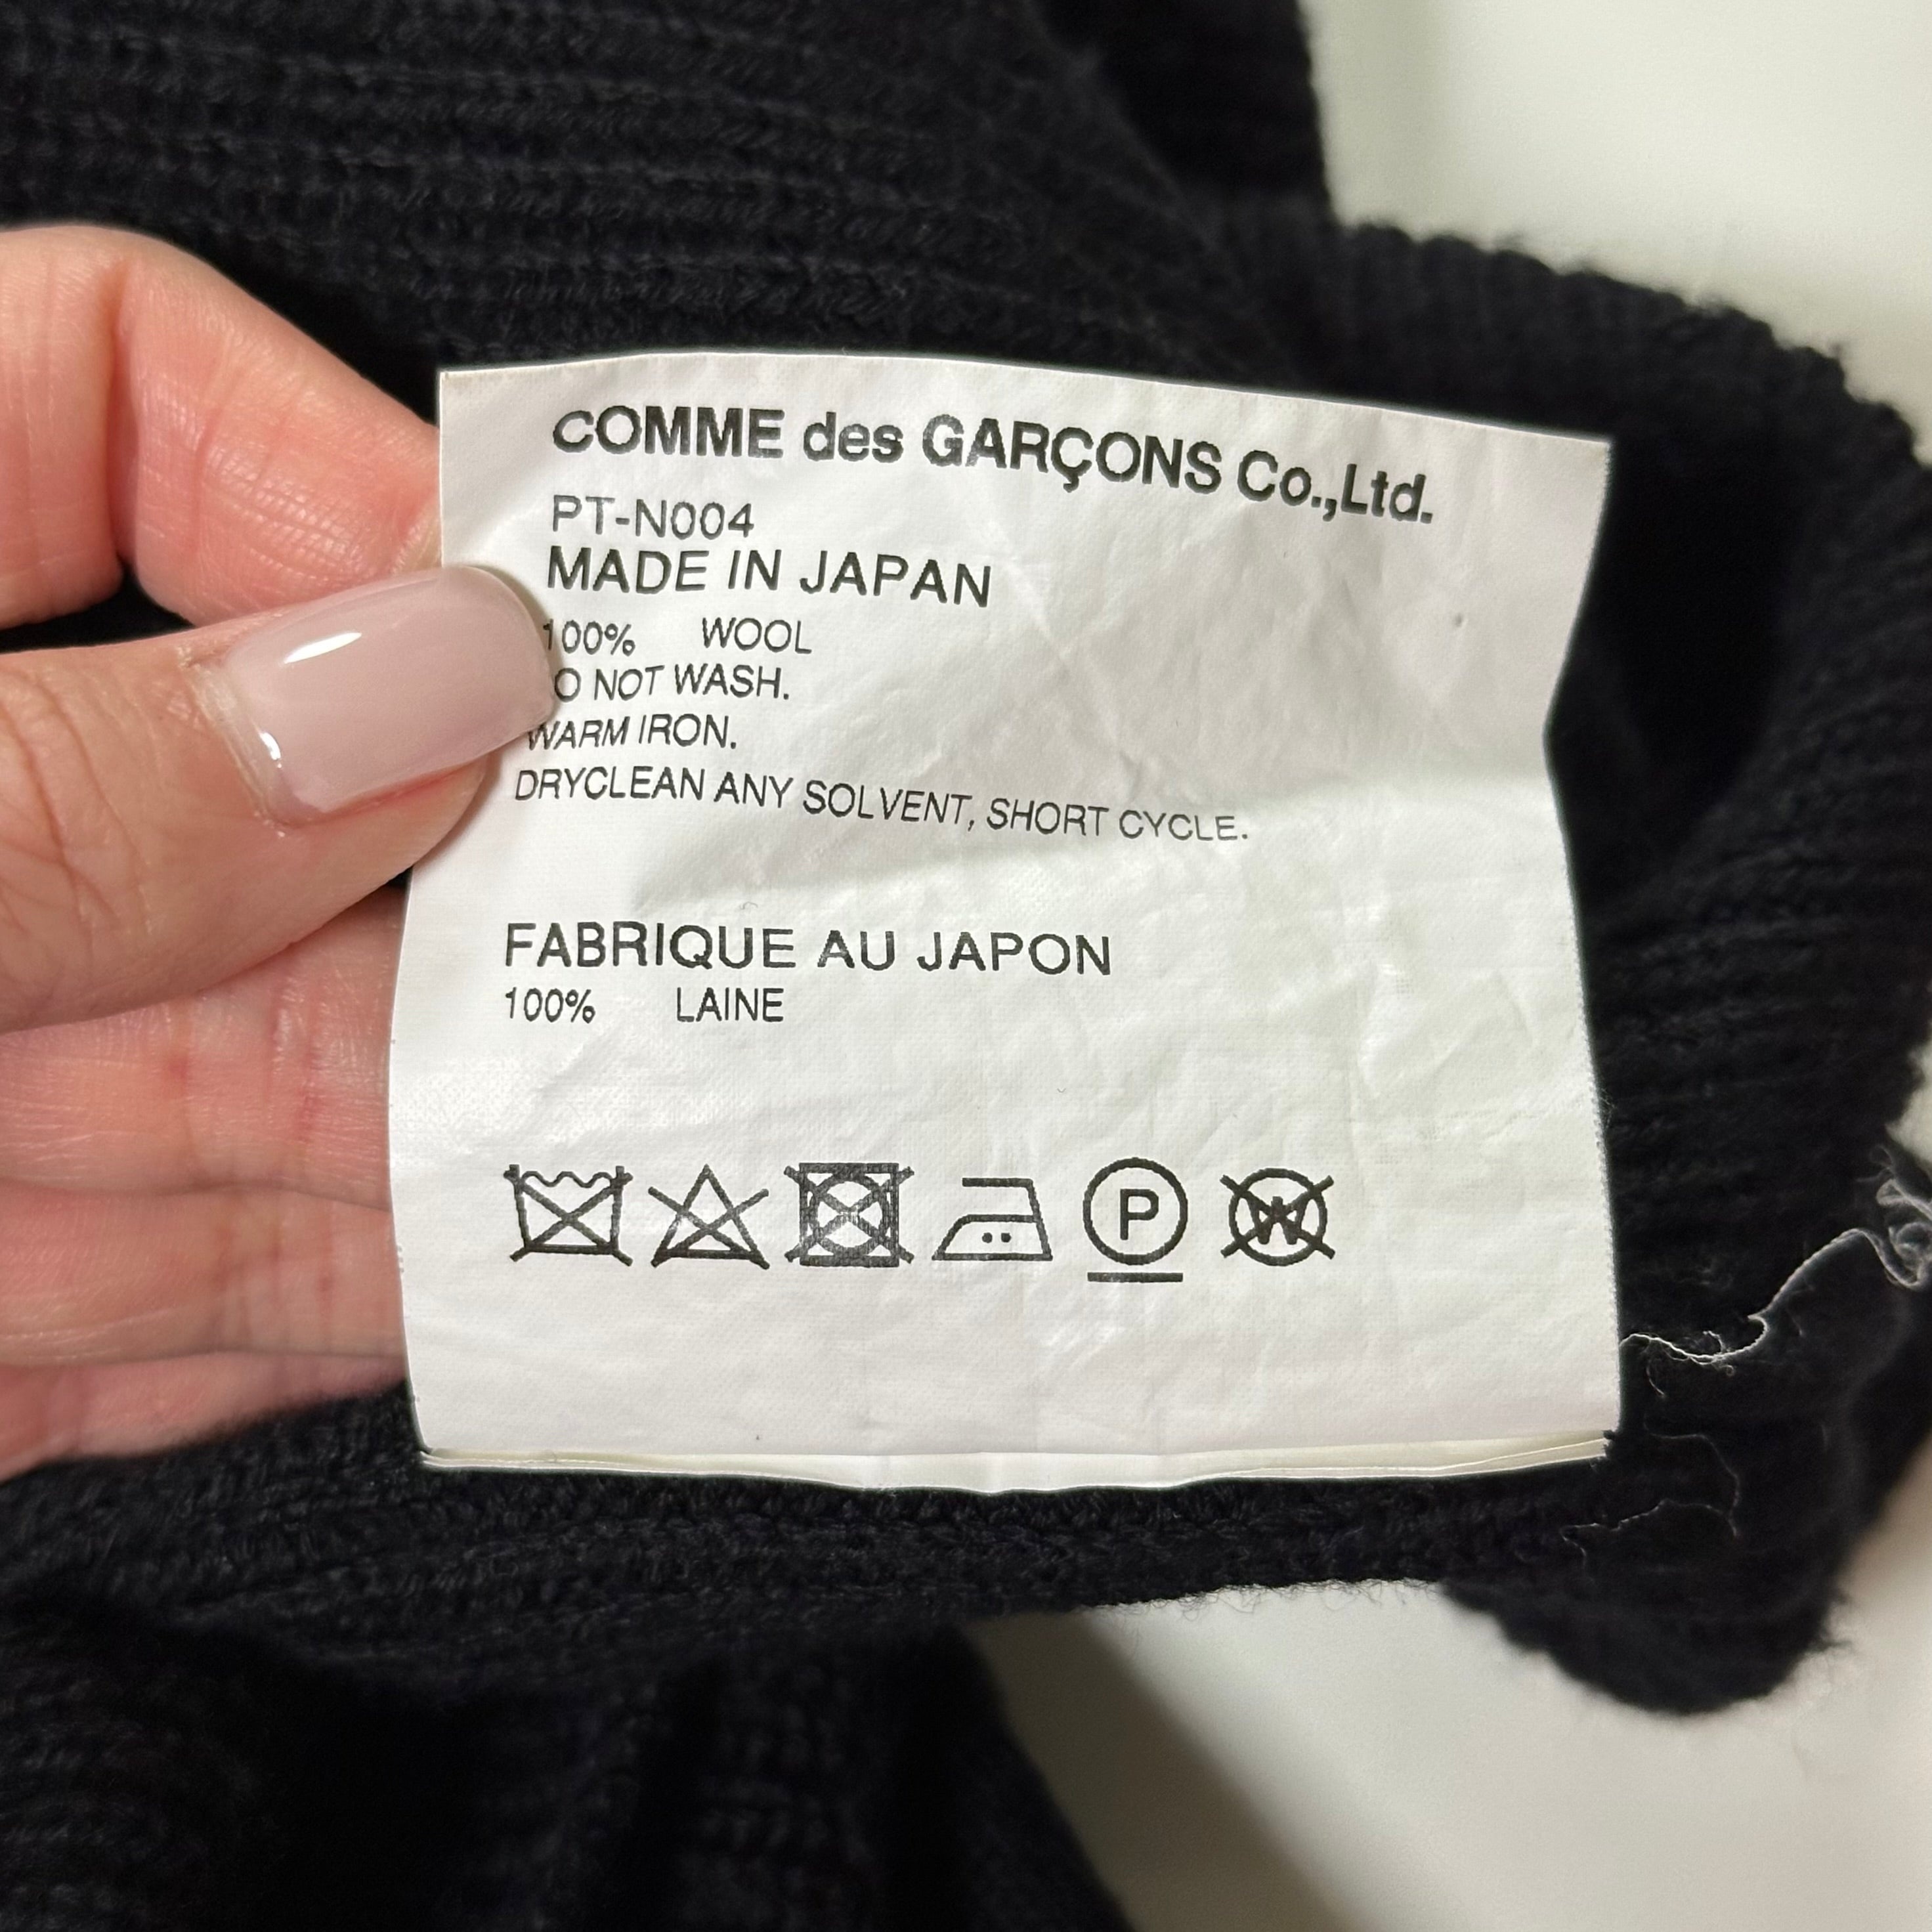 COMME des GARÇONS Co.,Ltd.
PT-N004
MADE IN JAPAN
100% WOOL
DO NOT WASH.
WARM IRON.
DRYCLEAN ANY SOLVENT, SHORT CYCLE.
FABRIQUE AU JAPON
100% LAINE
P
W